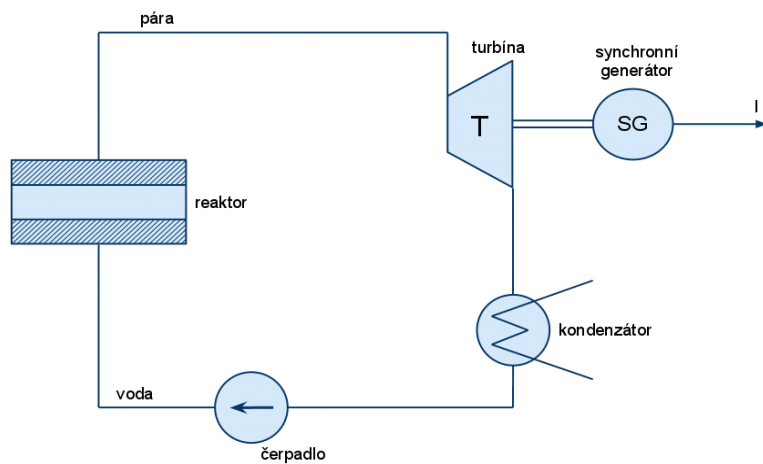 pára
turbína
synchronní
generátor
I
T
SG
reaktor
kondenzátor
voda
čerpadlo